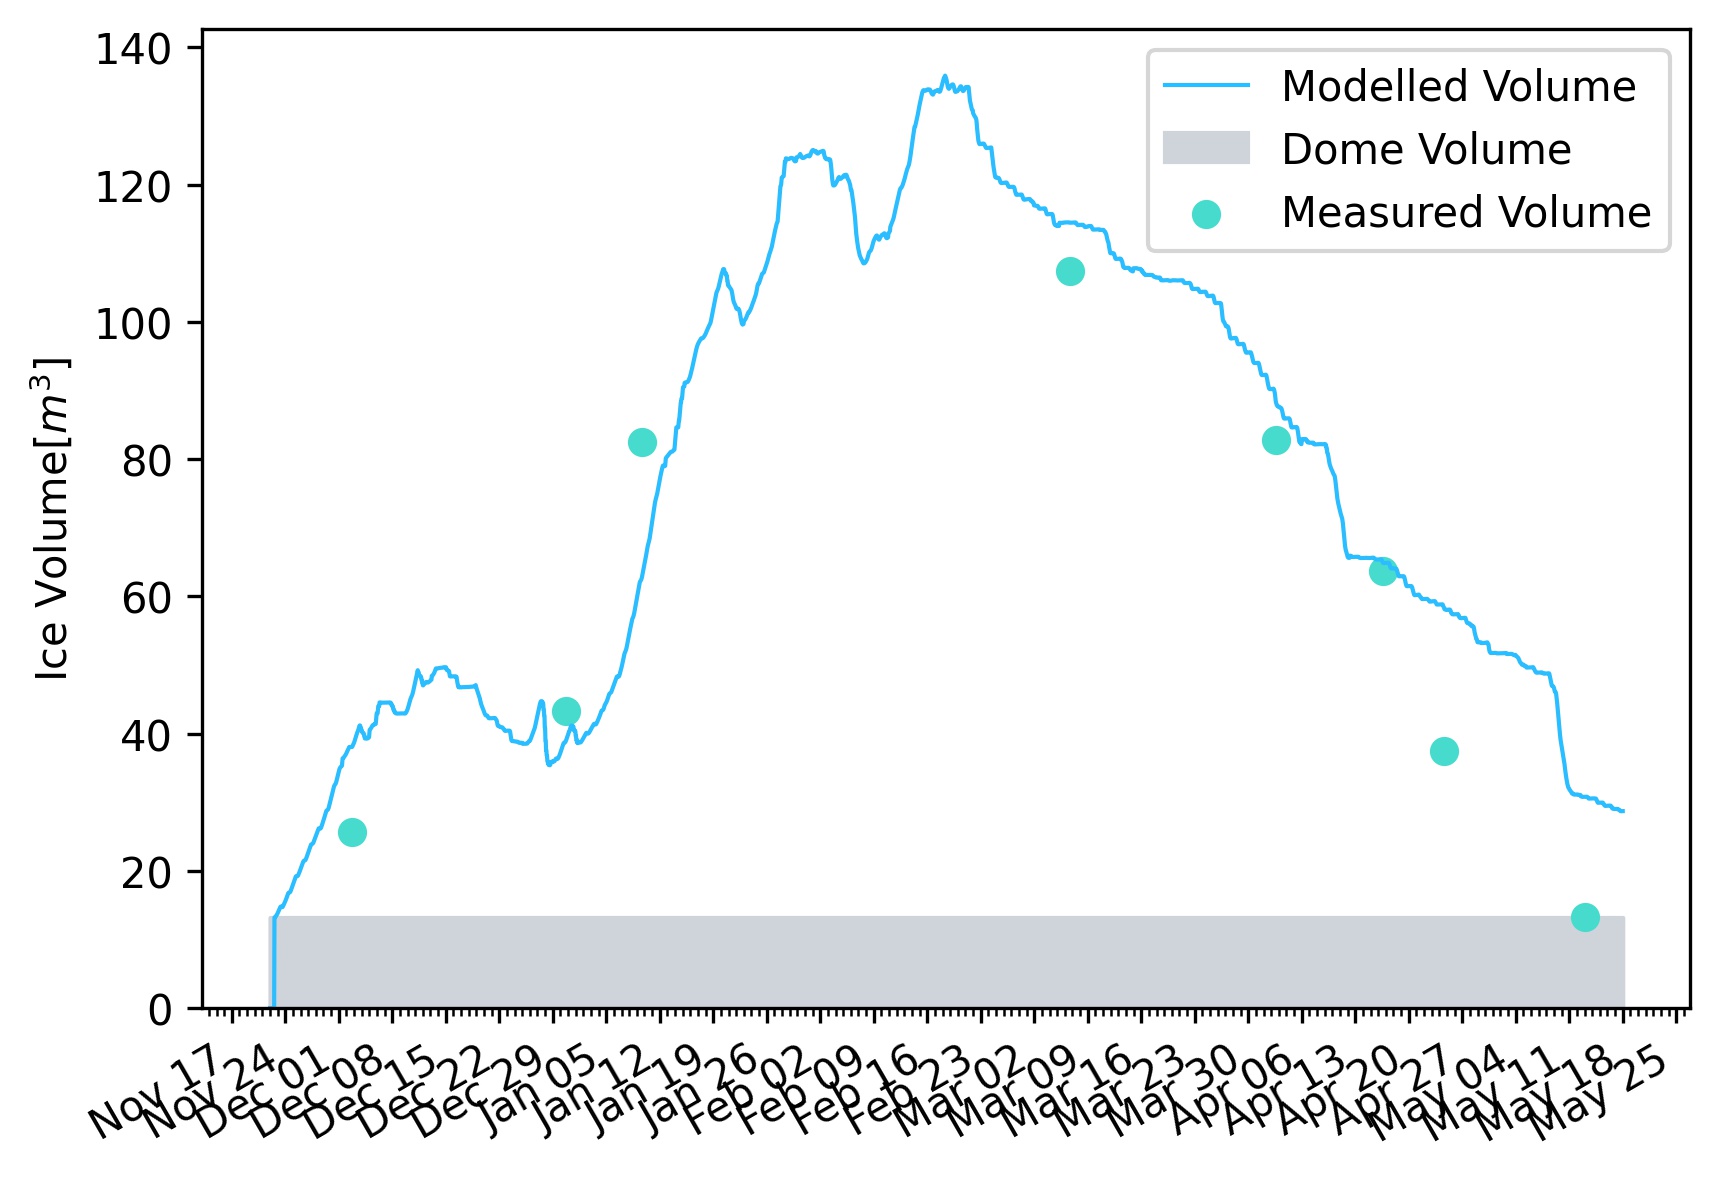 140
120
100
80
60
40
20
0
Ice Volume[m³]
Modelled Volume
Dome Volume
Measured Volume
Nov 17
Nov 24
Dec 01
Dec 08
Dec 15
Dec 22
Dec 29
Jan 05
Jan 12
Jan 19
Jan 26
Feb 02
Feb 09
Feb 16
Feb 23
Mar 02
Mar 09
Mar 16
Mar 23
Mar 30
Apr 06
Apr 13
Apr 20
Apr 27
May 04
May 11
May 18
May 25